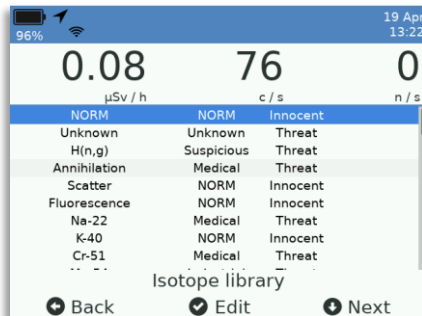 19 Apr
96% 13:22
0.08 76 0
µSv / h c / s n / s
NORM NORM Innocent
Unknown Unknown Threat
H(n,g) Suspicious Threat
Annihilation Medical Threat
Scatter NORM Innocent
Fluorescence NORM Innocent
Na-22 Medical Threat
K-40 NORM Innocent
Cr-51 Medical Threat
Isotope library
Back Edit Next